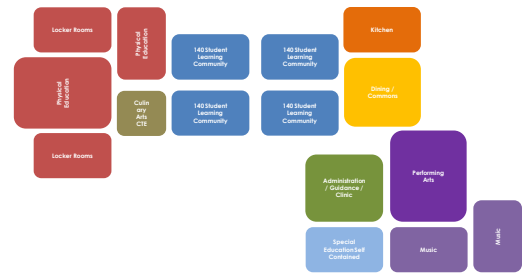 Locker Rooms
Physical
Education
140 Student
Learning
Community
140 Student
Learning
Community
Kitchen
Physical
Education
Culin
ary
Arts
CTE
140 Student
Learning
Community
140 Student
Learning
Community
Dining /
Commons
Locker Rooms
Administration
/ Guidance /
Clinic
Performing
Arts
Special
Education Self
Contained
Music
Music